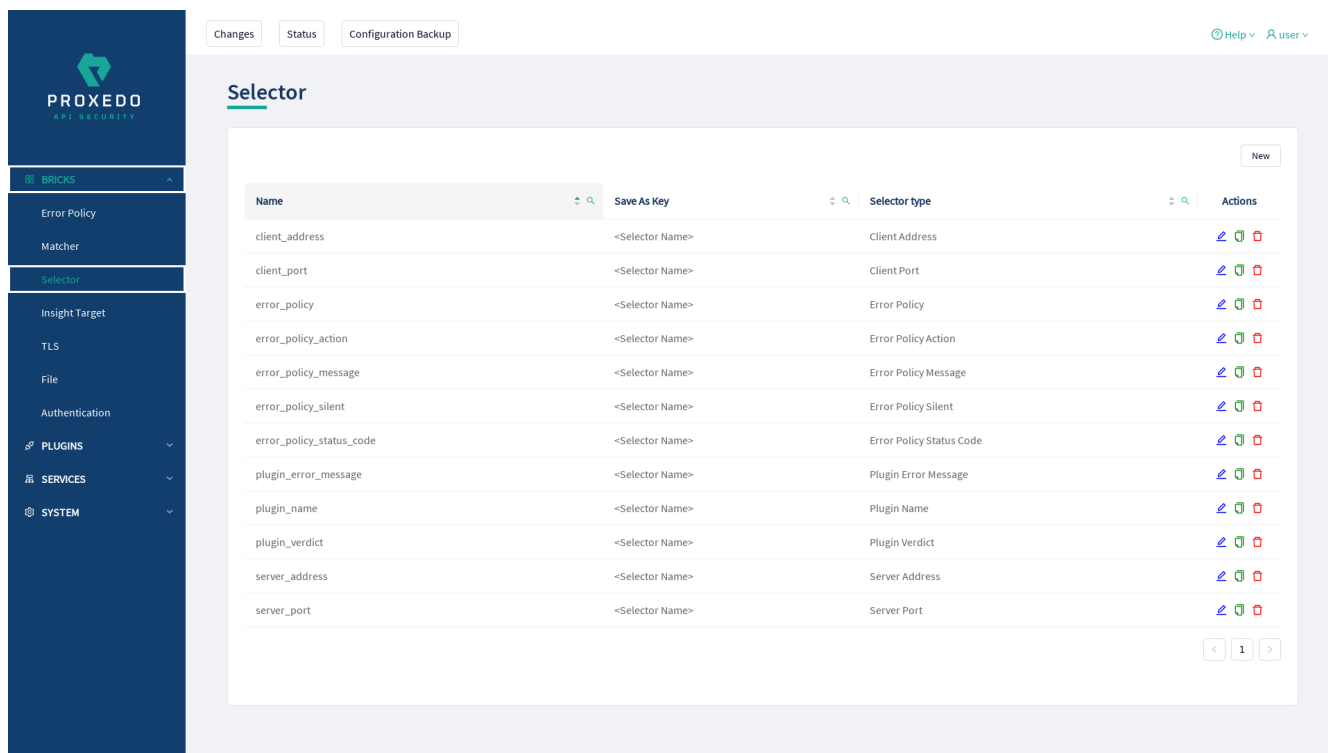 PROXEDO
API SECURITY
BRICKS
Error Policy
Matcher
Selector
Insight Target
TLS
File
Authentication
PLUGINS
SERVICES
SYSTEM
Changes Status Configuration Backup Help user
Selector
New
Name Save As Key Selector type Actions
client_address <Selector Name> Client Address
client_port <Selector Name> Client Port
error_policy <Selector Name> Error Policy
error_policy_action <Selector Name> Error Policy Action
error_policy_message <Selector Name> Error Policy Message
error_policy_silent <Selector Name> Error Policy Silent
error_policy_status_code <Selector Name> Error Policy Status Code
plugin_error_message <Selector Name> Plugin Error Message
plugin_name <Selector Name> Plugin Name
plugin_verdict <Selector Name> Plugin Verdict
server_address <Selector Name> Server Address
server_port <Selector Name> Server Port
< 1 >